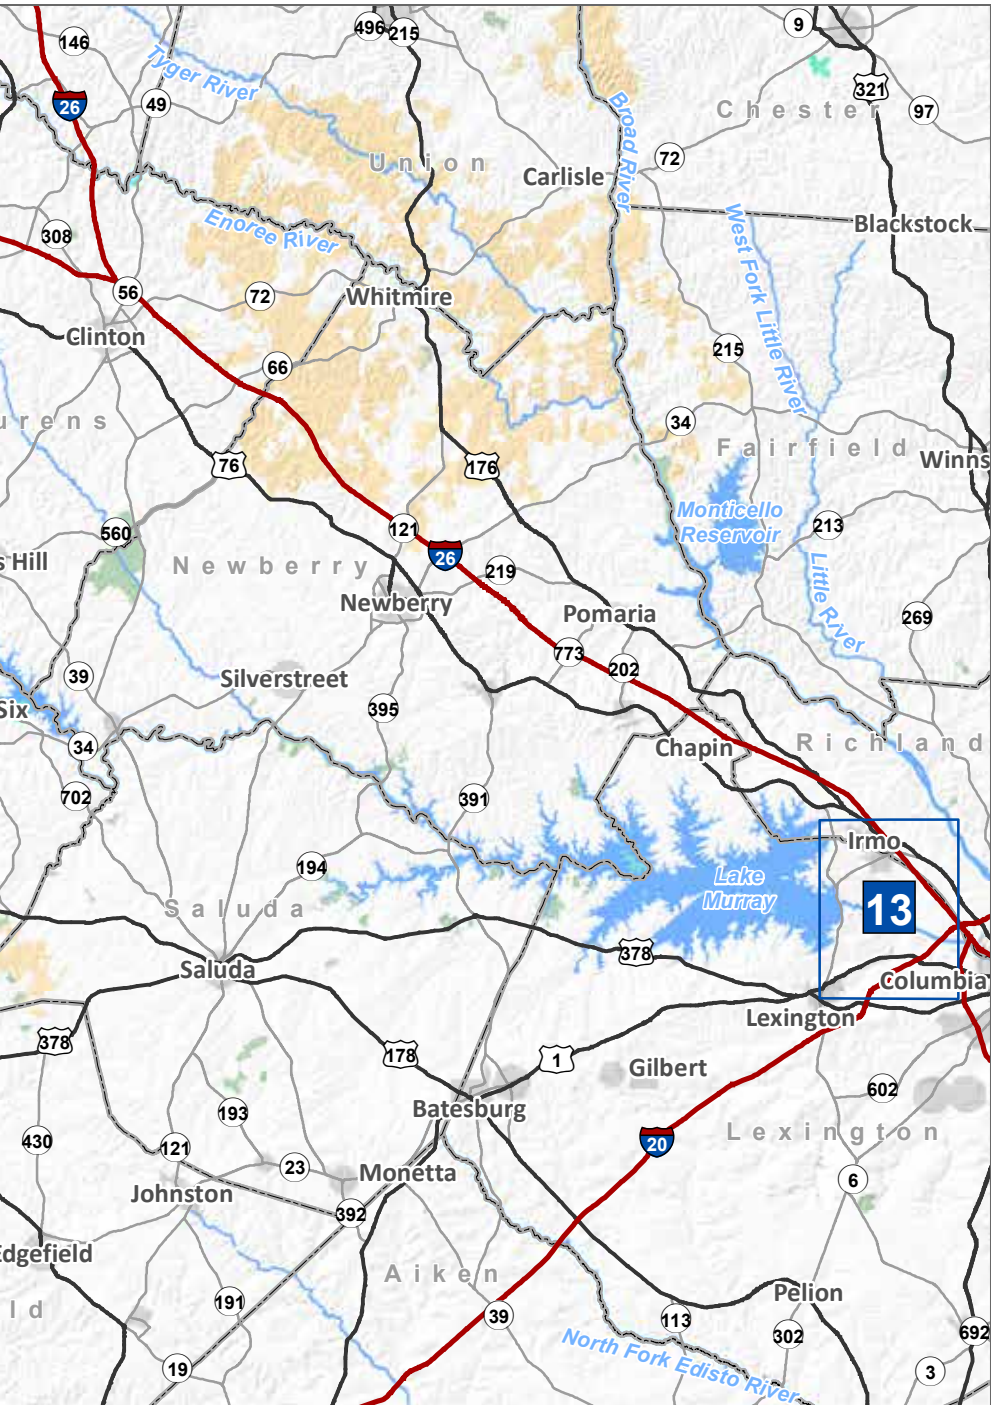 496
215
9
146
Tyger River
26
49
321
Chester
97
Broad River
72
Union
Carlisle
308
Enoree River
West Fork Little River
Blackstock
56
72
Whitmire
Clinton
215
66
34
urens
Fairfield
Winns
76
176
Monticello
Reservoir
213
560
121
26
s Hill
Newberry
219
Little River
Newberry
Pomaria
269
773
202
39
Silverstreet
Six
395
34
Chapin
Richland
702
391
Irmo
194
Lake
Murray
13
Saluda
378
Saluda
Columbia
Lexington
378
178
1
Gilbert
602
193
Batesburg
430
121
20
Lexington
23
Monetta
6
Johnston
392
Edgefield
Aiken
191
Pelion
ld
39
113
302
692
North Fork Edisto River
19
3